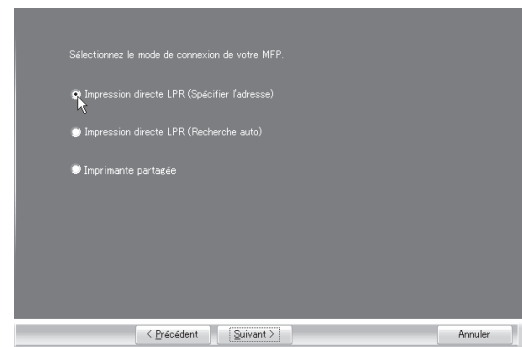 Sélectionnez le mode de connexion de votre MFP.
Impression directe LPR (Spécifier l'adresse)
Impression directe LPR (Recherche auto)
Imprimante partagée
< Précédent
Suivant >
Annuler